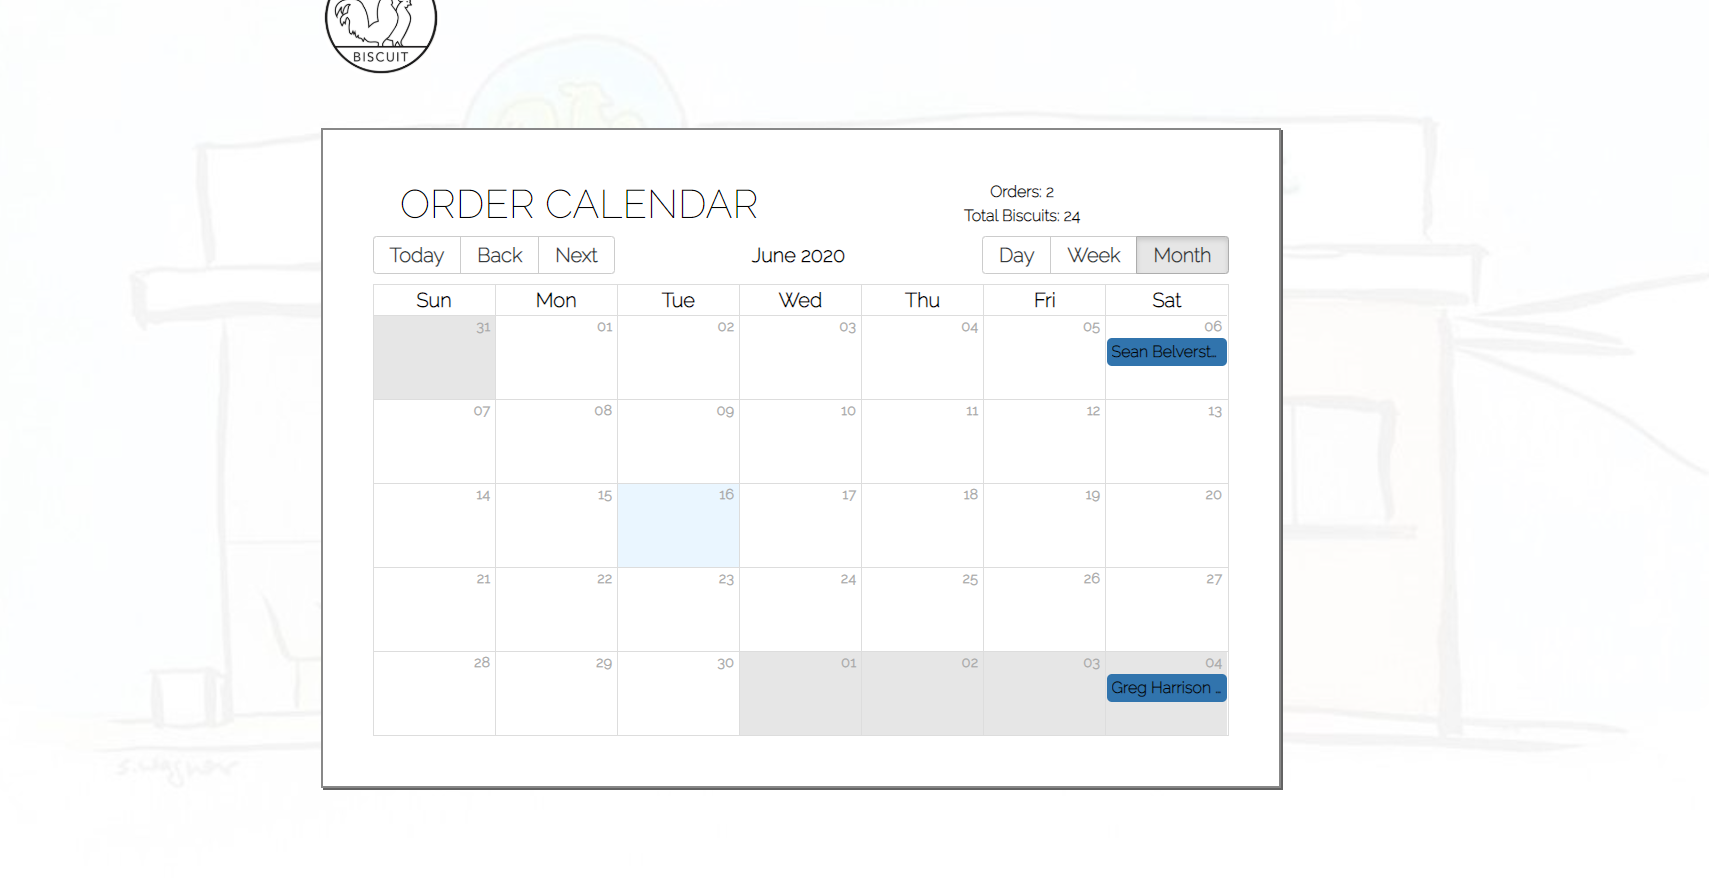 BISCUIT
ORDER CALENDAR
Orders: 2
Total Biscuits: 24
Today Back Next
June 2020
Day Week Month
Sun Mon Tue Wed Thu Fri Sat
31 01 02 03 04 05 06
Sean Belverst...
07 08 09 10 11 12 13
14 15 16 17 18 19 20
21 22 23 24 25 26 27
28 29 30 01 02 03 04
Greg Harrison ...
s.wagner